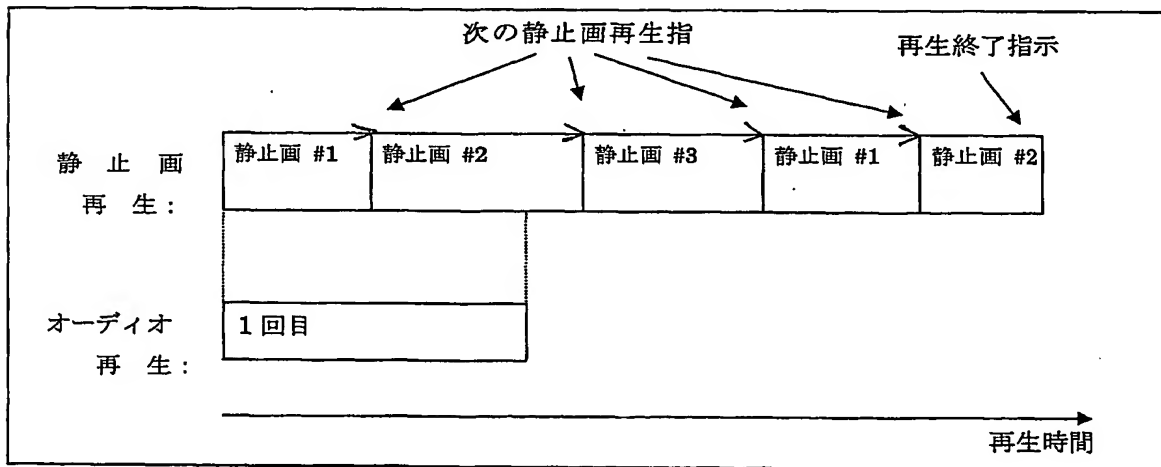 次の静止画再生指
再生終了指示
静 止 画
再 生：
静止画 #1
静止画 #2
静止画 #3
静止画 #1
静止画 #2
オーディオ
再 生：
1回目
再生時間